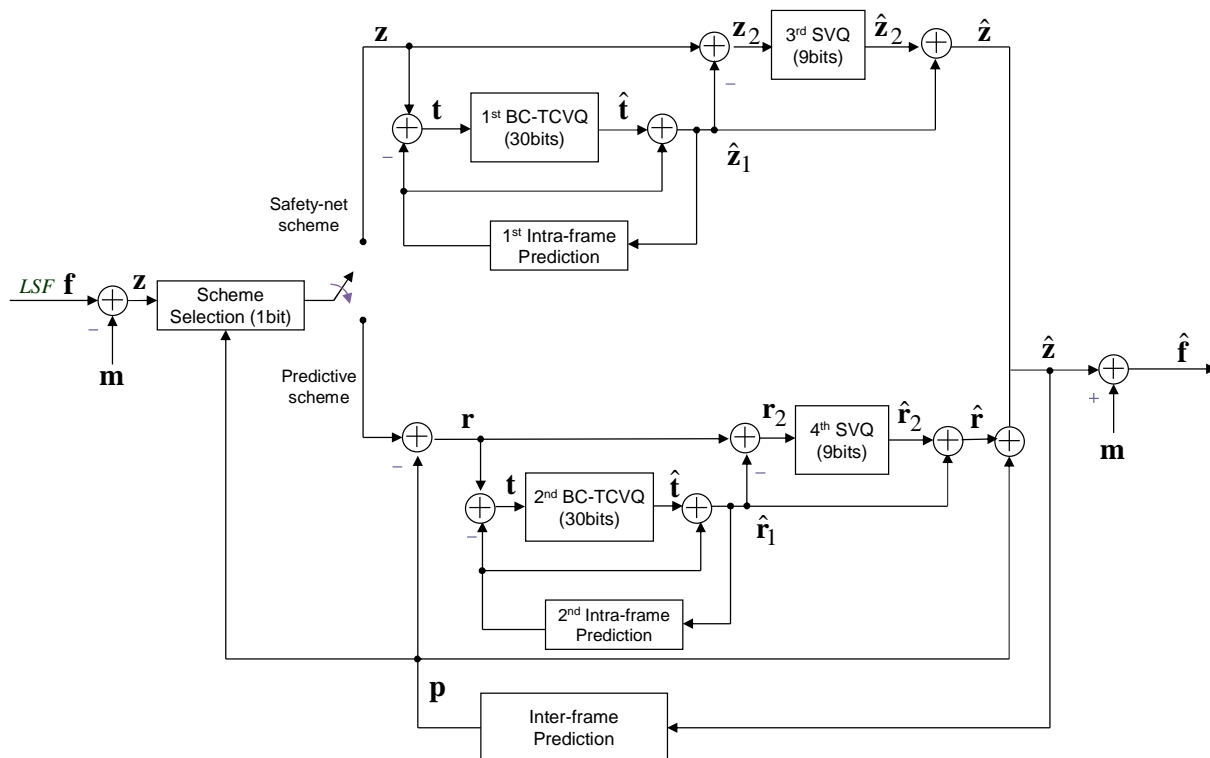 z
z₂
3ʳᵈ SVQ
(9bits)
ẑ₂
ẑ
−
t
1ˢᵗ BC-TCVQ
(30bits)
t̂
−
ẑ₁
Safety-net
scheme
1ˢᵗ Intra-frame
Prediction
LSF f
z
Scheme
Selection (1bit)
−
m
ẑ
f̂
+
m
Predictive
scheme
r
−
r₂
4ᵗʰ SVQ
(9bits)
r̂₂
r̂
−
t
2ⁿᵈ BC-TCVQ
(30bits)
t̂
−
r̂₁
2ⁿᵈ Intra-frame
Prediction
p
Inter-frame
Prediction